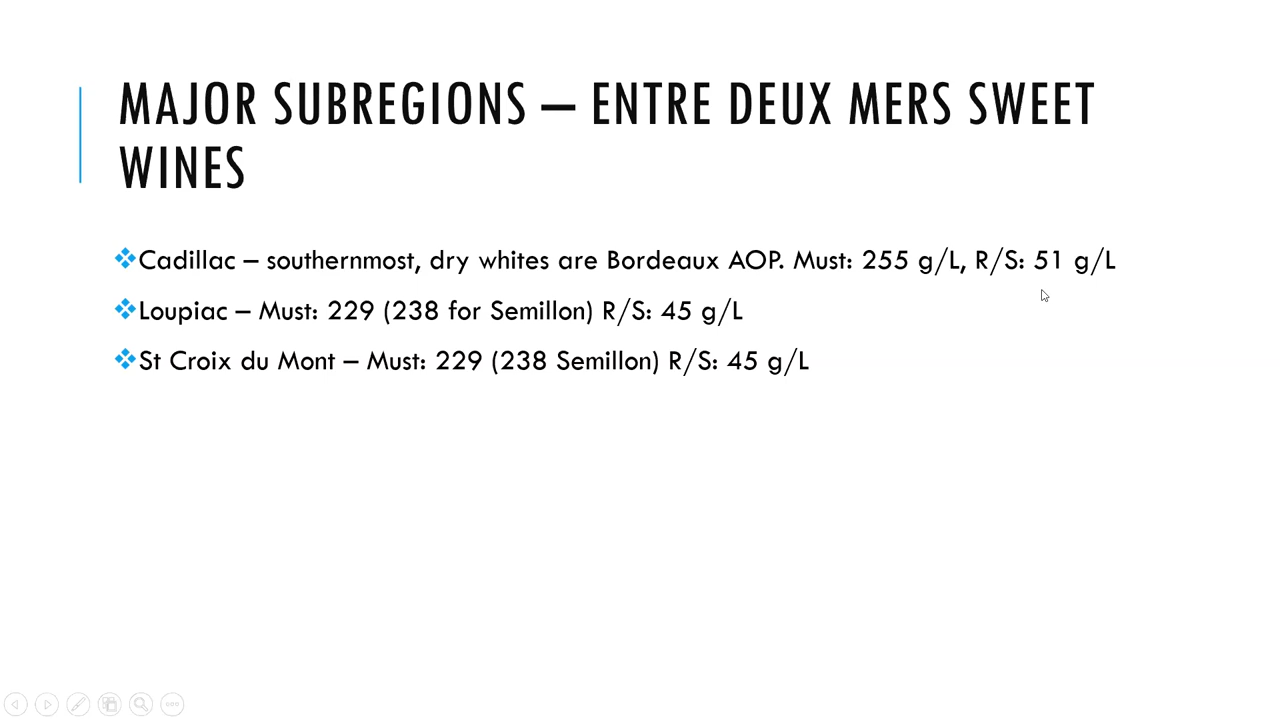 MAJOR SUBREGIONS – ENTRE DEUX MERS SWEET
WINES
Cadillac – southernmost, dry whites are Bordeaux AOP. Must: 255 g/L, R/S: 51 g/L
Loupiac – Must: 229 (238 for Semillon) R/S: 45 g/L
St Croix du Mont – Must: 229 (238 Semillon) R/S: 45 g/L